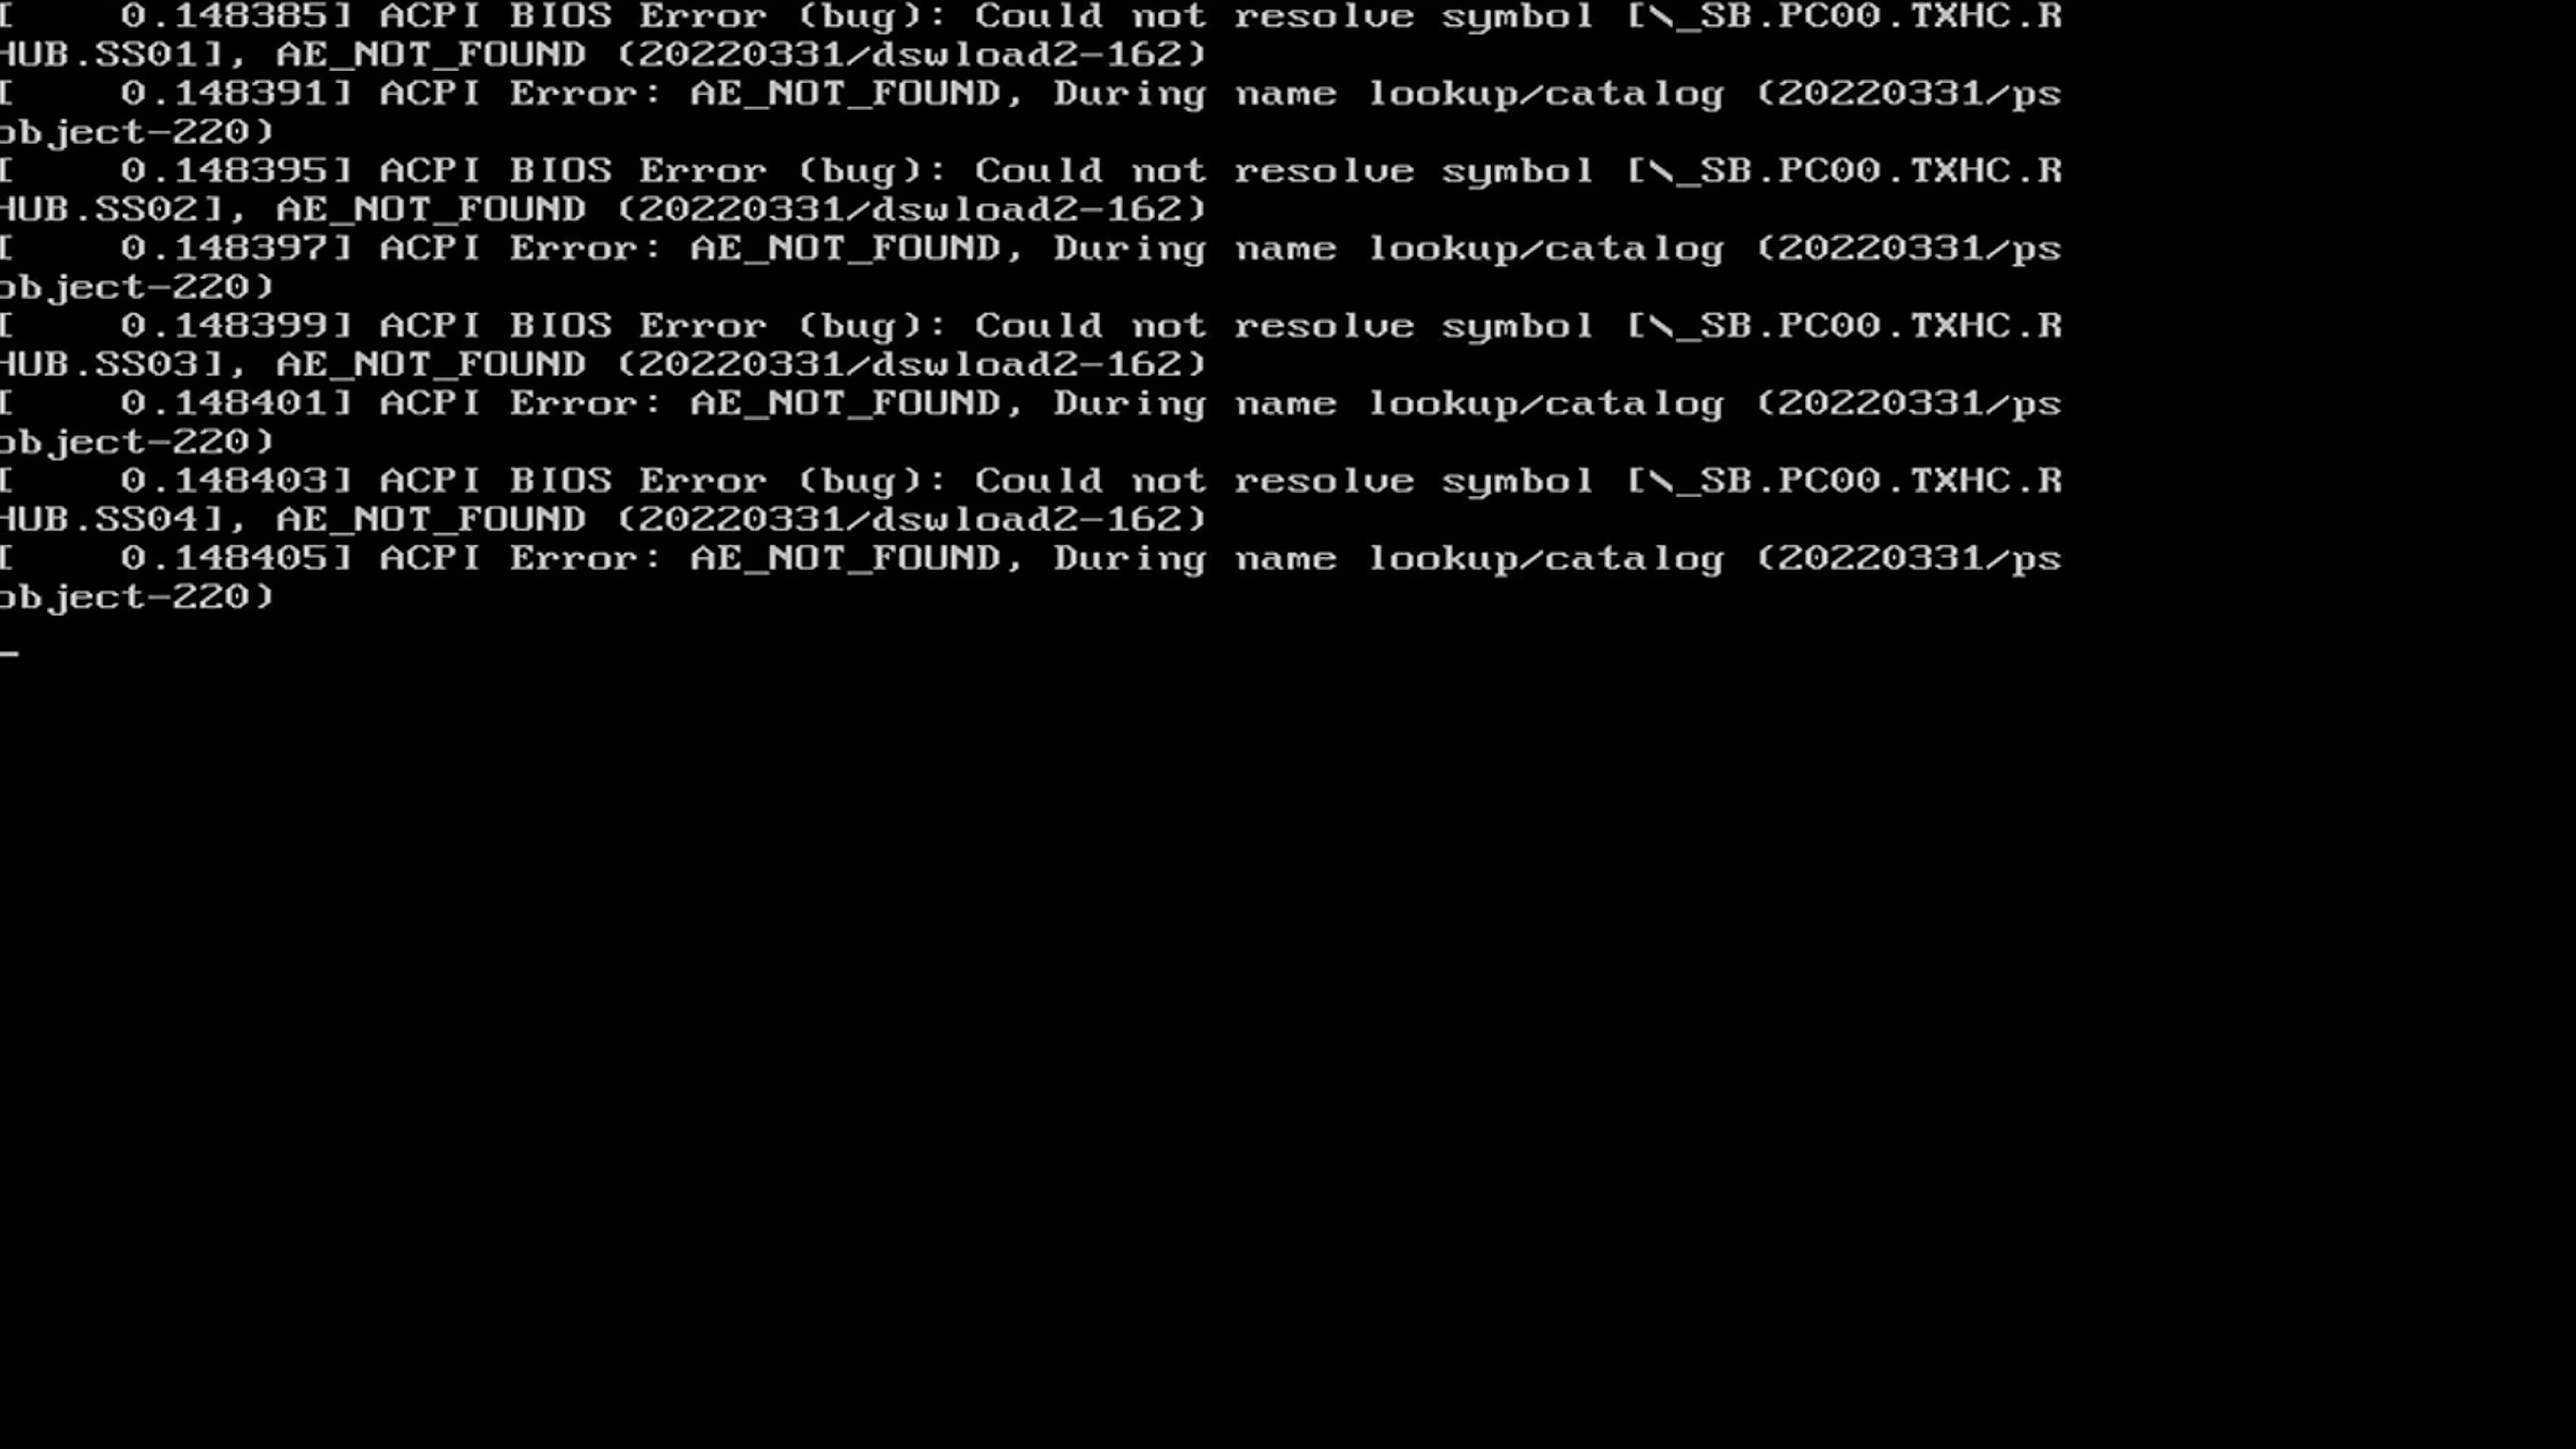 [    0.148385] ACPI BIOS Error (bug): Could not resolve symbol [\_SB.PC00.TXHC.R
HUB.SS01], AE_NOT_FOUND (20220331/dswload2-162)
[    0.148391] ACPI Error: AE_NOT_FOUND, During name lookup/catalog (20220331/ps
object-220)
[    0.148395] ACPI BIOS Error (bug): Could not resolve symbol [\_SB.PC00.TXHC.R
HUB.SS02], AE_NOT_FOUND (20220331/dswload2-162)
[    0.148397] ACPI Error: AE_NOT_FOUND, During name lookup/catalog (20220331/ps
object-220)
[    0.148399] ACPI BIOS Error (bug): Could not resolve symbol [\_SB.PC00.TXHC.R
HUB.SS03], AE_NOT_FOUND (20220331/dswload2-162)
[    0.148401] ACPI Error: AE_NOT_FOUND, During name lookup/catalog (20220331/ps
object-220)
[    0.148403] ACPI BIOS Error (bug): Could not resolve symbol [\_SB.PC00.TXHC.R
HUB.SS04], AE_NOT_FOUND (20220331/dswload2-162)
[    0.148405] ACPI Error: AE_NOT_FOUND, During name lookup/catalog (20220331/ps
object-220)
_